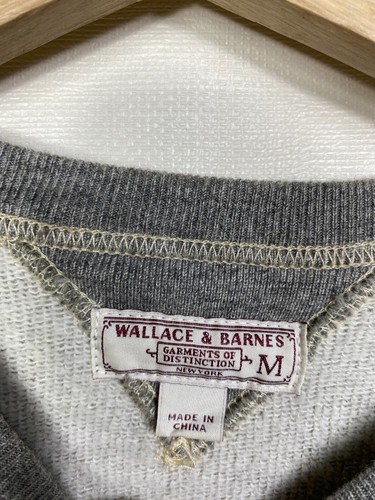 WALLACE & BARNES
GARMENTS OF
DISTINCTION
NEW YORK
M
MADE IN
CHINA